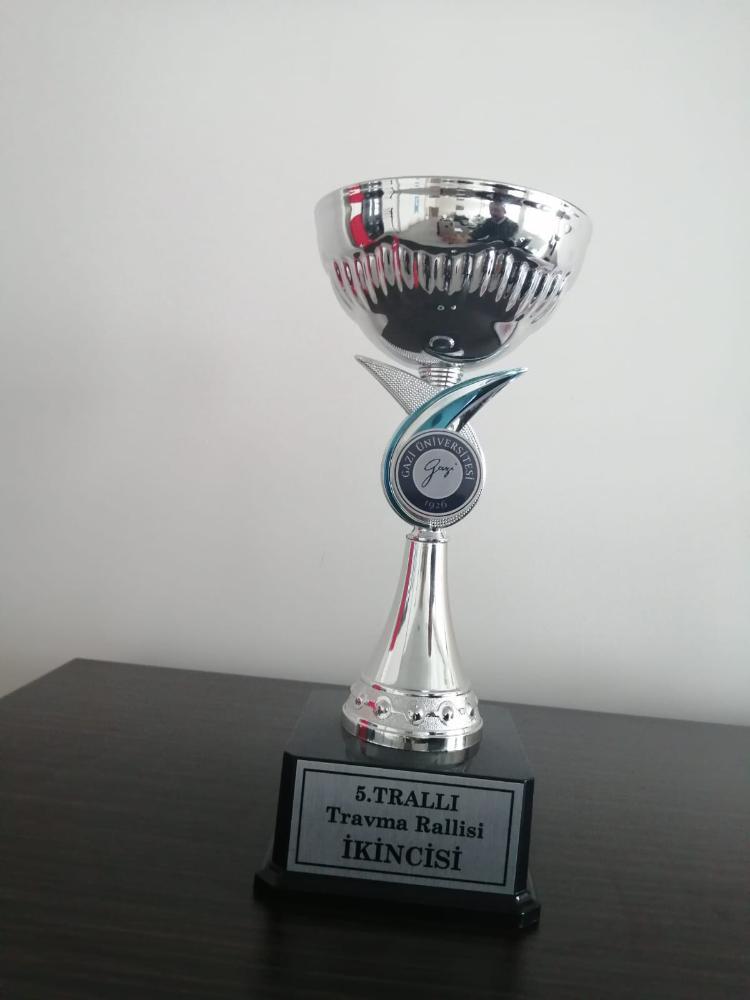 GAZİ ÜNİVERSİTESİ
Gazi
1926
5.TRALLI
Travma Rallisi
İKİNCİSİ